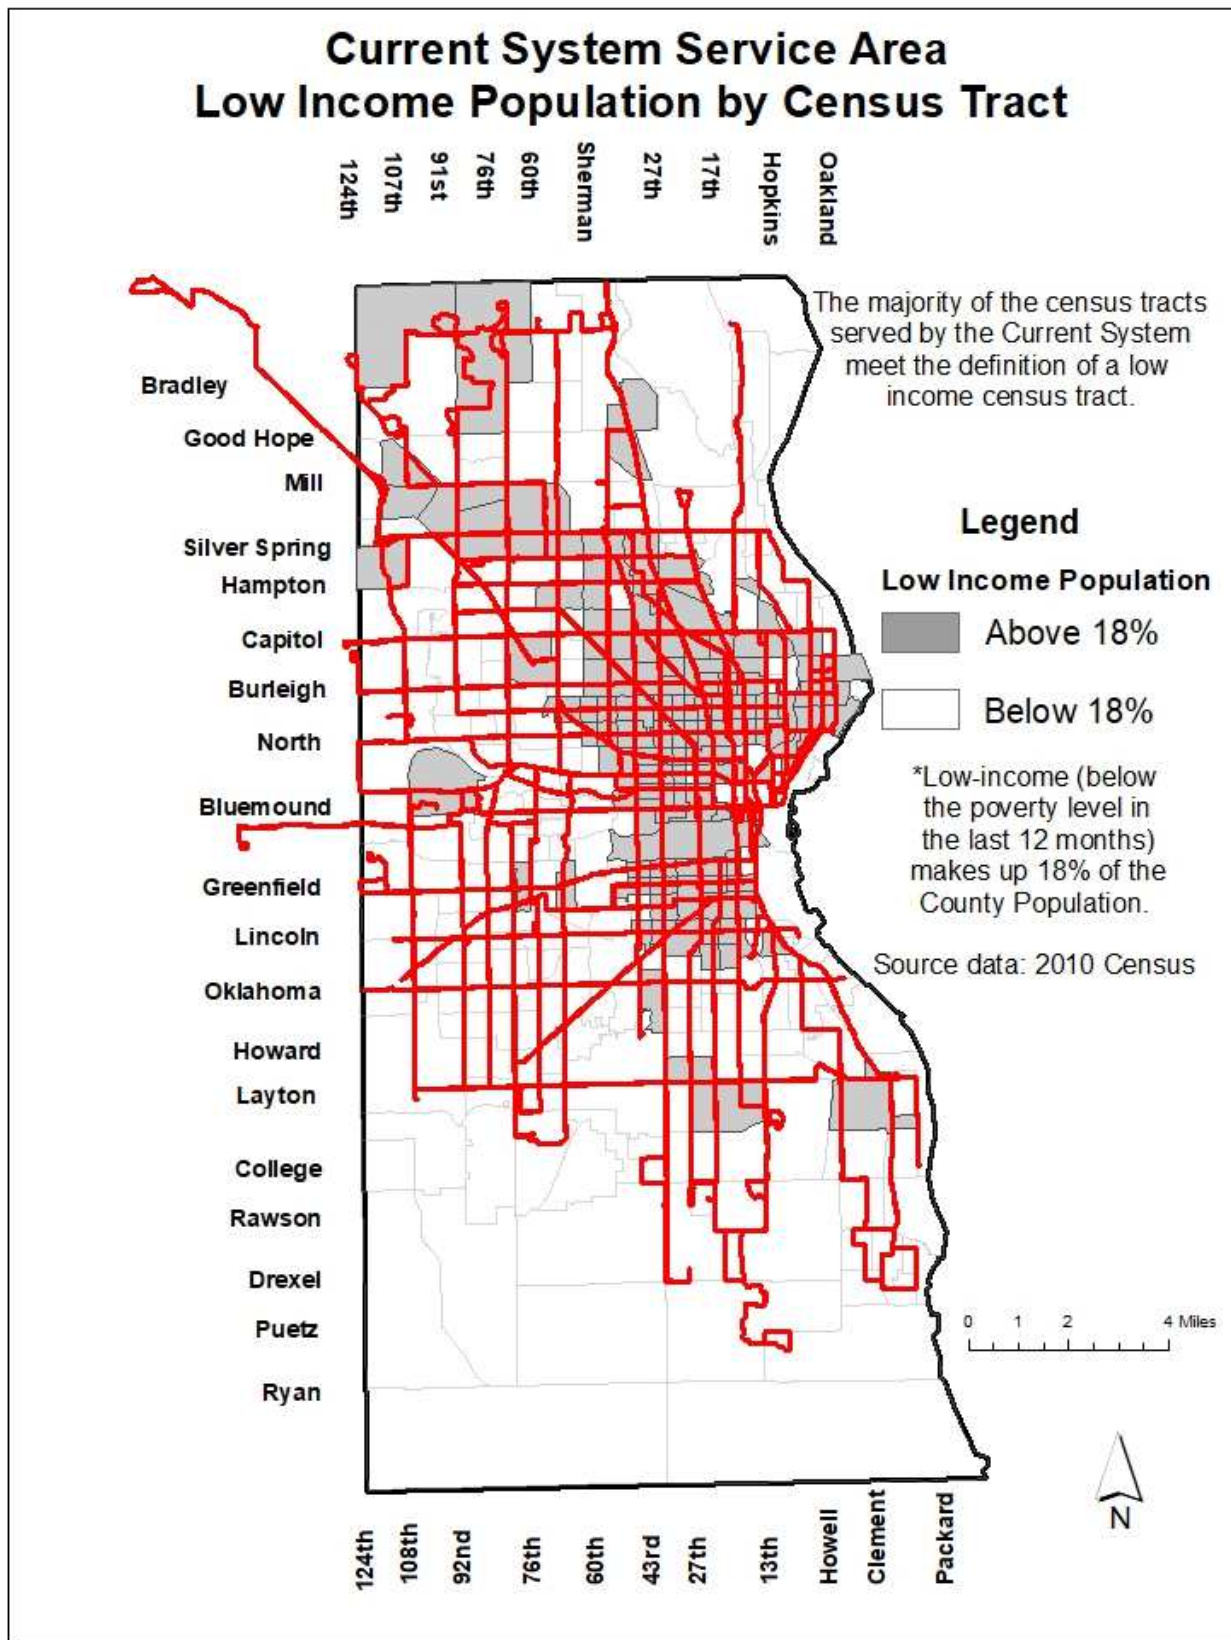 Current System Service Area
Low Income Population by Census Tract
124th
107th
91st
76th
60th
Sherman
27th
17th
Hopkins
Oakland
The majority of the census tracts
served by the Current System
meet the definition of a low
income census tract.
Bradley
Good Hope
Mill
Silver Spring
Hampton
Capitol
Burleigh
North
Bluemound
Greenfield
Lincoln
Oklahoma
Howard
Layton
College
Rawson
Drexel
Puetz
Ryan
Legend
Low Income Population
Above 18%
Below 18%
*Low-income (below
the poverty level in
the last 12 months)
makes up 18% of the
County Population.
Source data: 2010 Census
0 1 2 4 Miles
N
124th
108th
92nd
76th
60th
43rd
27th
13th
Howell
Clement
Packard